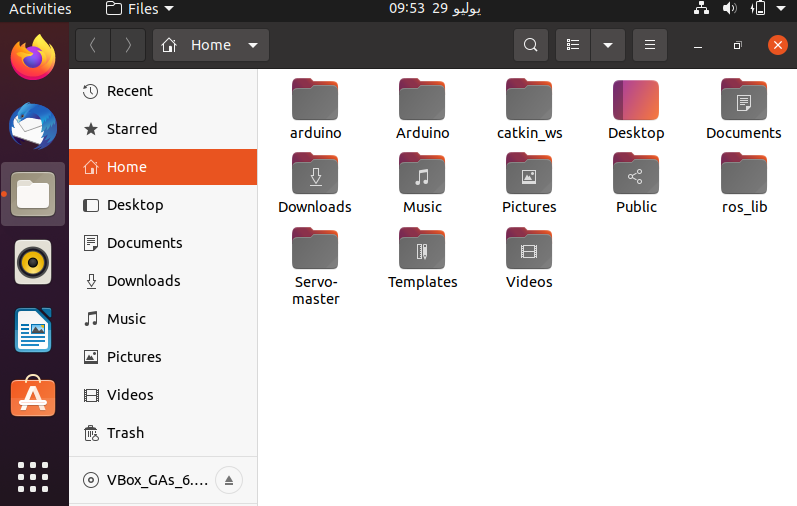 Activities
Files
09:53 29 يوليو
Home
Recent
Starred
Home
Desktop
Documents
Downloads
Music
Pictures
Videos
Trash
VBox_GAs_6....
arduino
Arduino
catkin_ws
Desktop
Documents
Downloads
Music
Pictures
Public
ros_lib
Servo-
master
Templates
Videos